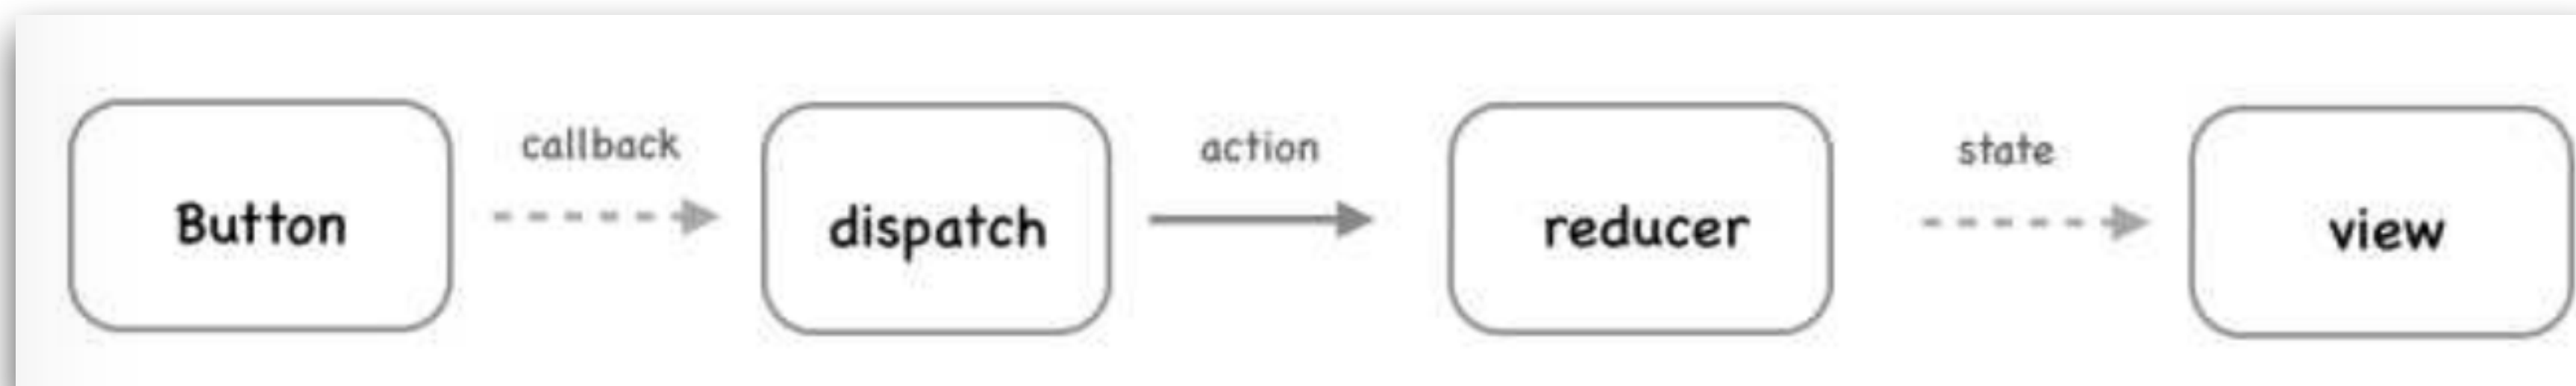 callback
action
state
Button
dispatch
reducer
view